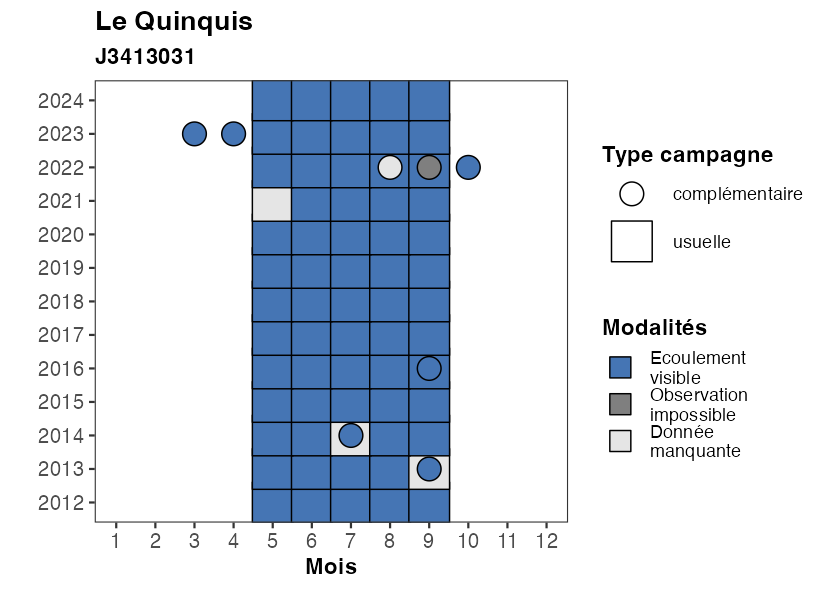 Le Quinquis
J3413031
2024
2023
2022
2021
2020
2019
2018
2017
2016
2015
2014
2013
2012
1 2 3 4 5 6 7 8 9 10 11 12
Mois
Type campagne
complémentaire
usuelle
Modalités
Ecoulement
visible
Observation
impossible
Donnée
manquante